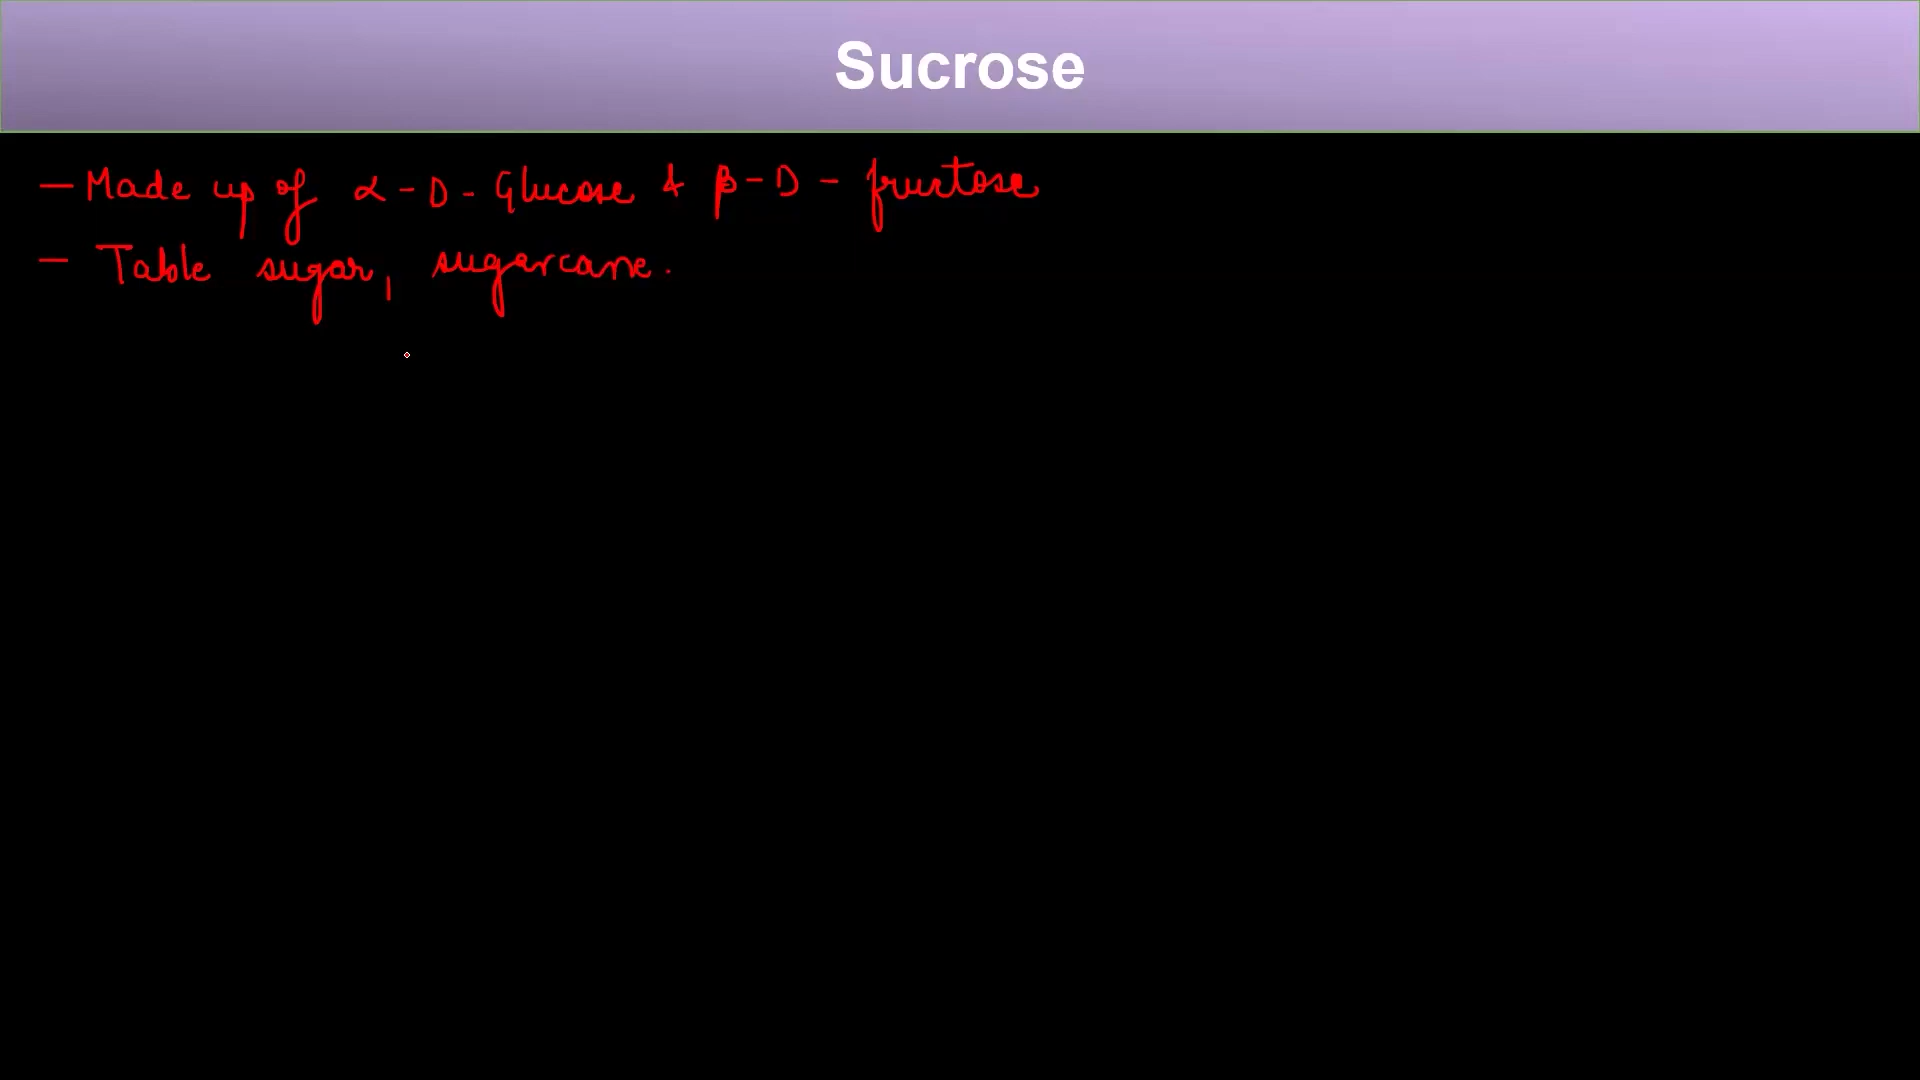 Sucrose
— Made up of α-D-Glucose & β-D-fructose
— Table sugar, sugarcane.